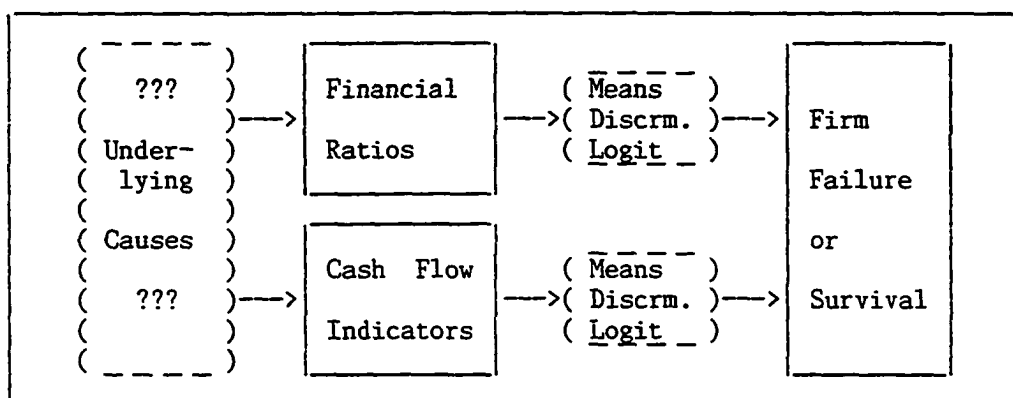 ???
Under-
lying
Causes
???
Financial
Ratios
Means
Discrm.
Logit
Cash Flow
Indicators
Means
Discrm.
Logit
Firm
Failure
or
Survival